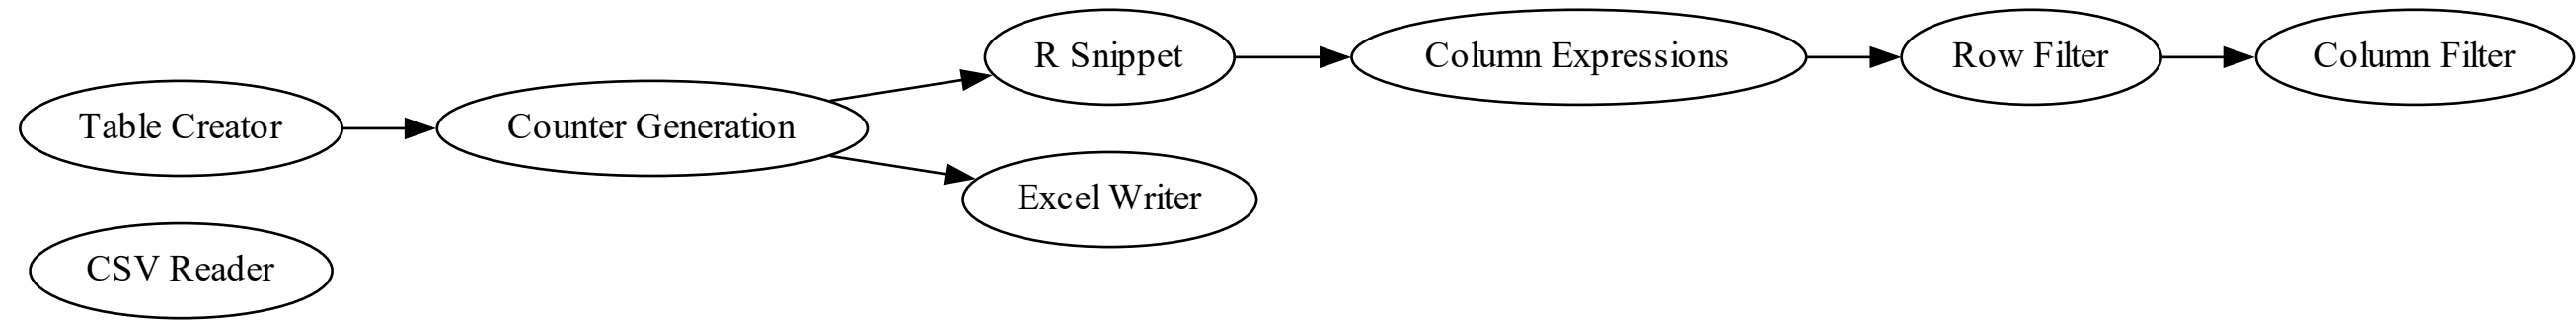 Table Creator
Counter Generation
R Snippet
Column Expressions
Row Filter
Column Filter
Excel Writer
CSV Reader